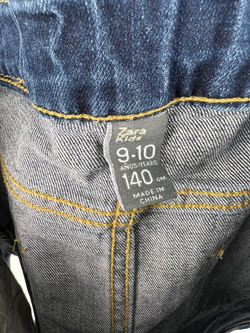 Zara
Kids
9-10
AÑOS/YEARS
140 CM
MADE IN
CHINA